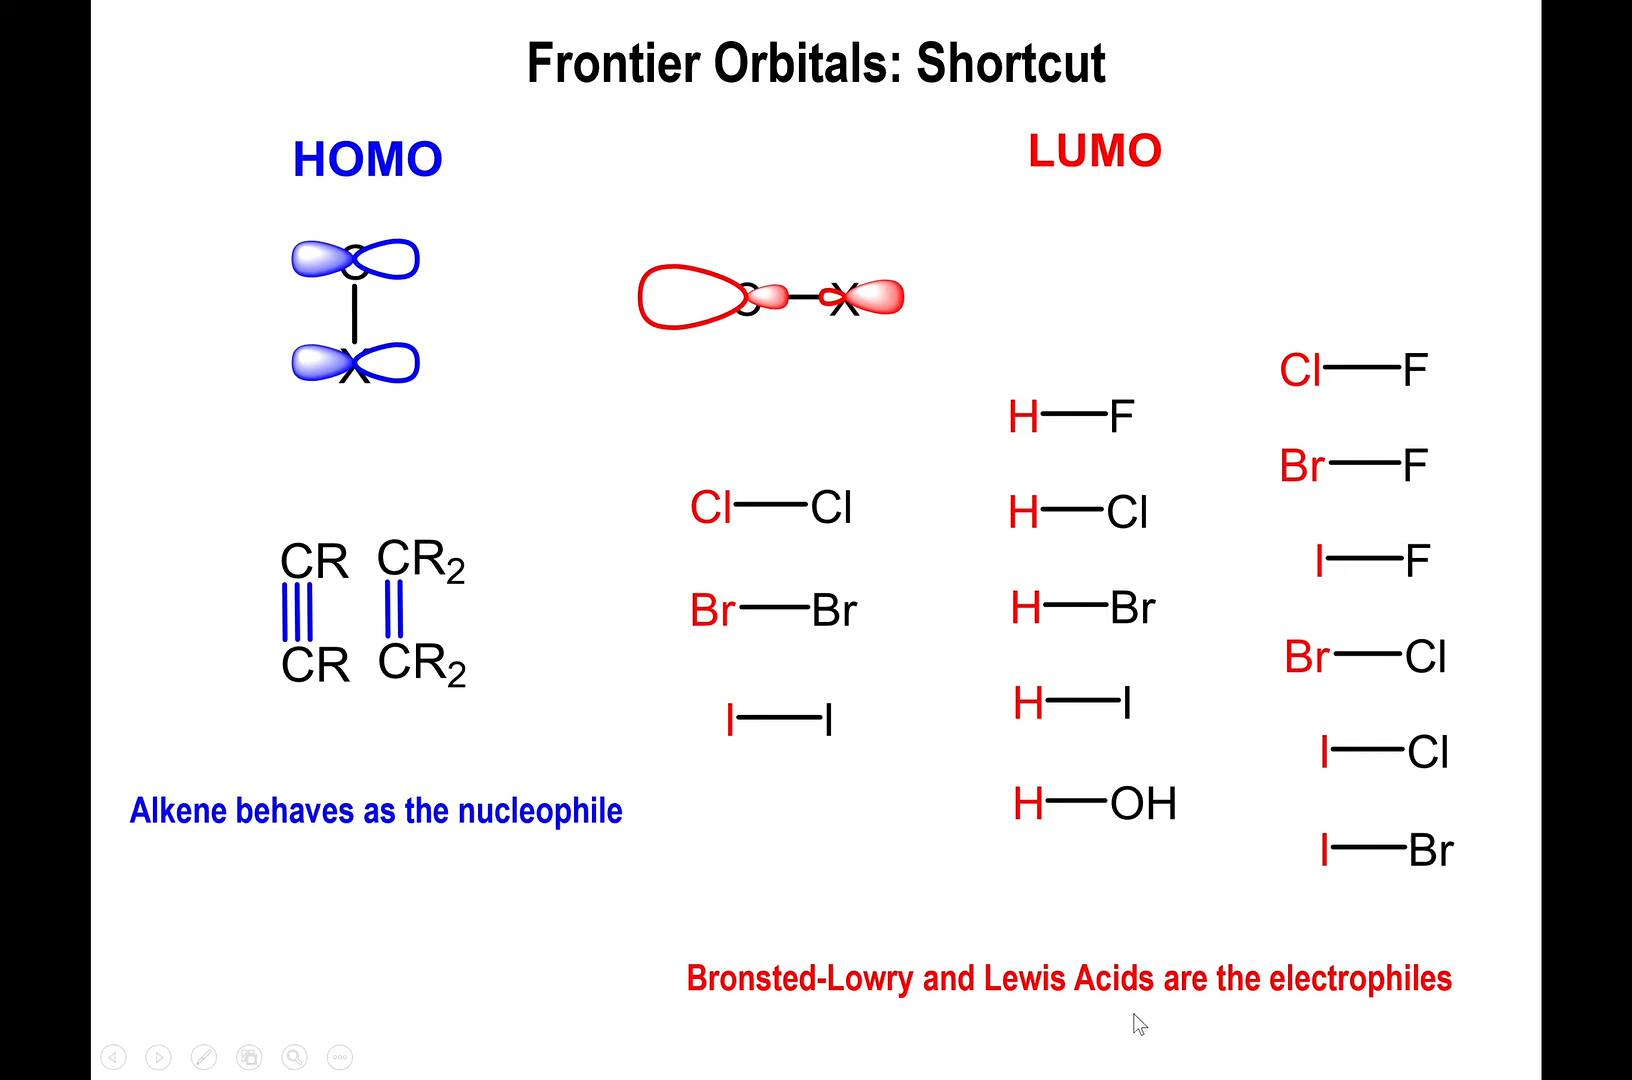 Frontier Orbitals: Shortcut
HOMO
LUMO
C
X
C X
CR CR2
CR CR2
Alkene behaves as the nucleophile
Cl Cl
Br Br
I I
H F
H Cl
H Br
H I
H OH
Cl F
Br F
I F
Br Cl
I Cl
I Br
Bronsted-Lowry and Lewis Acids are the electrophiles